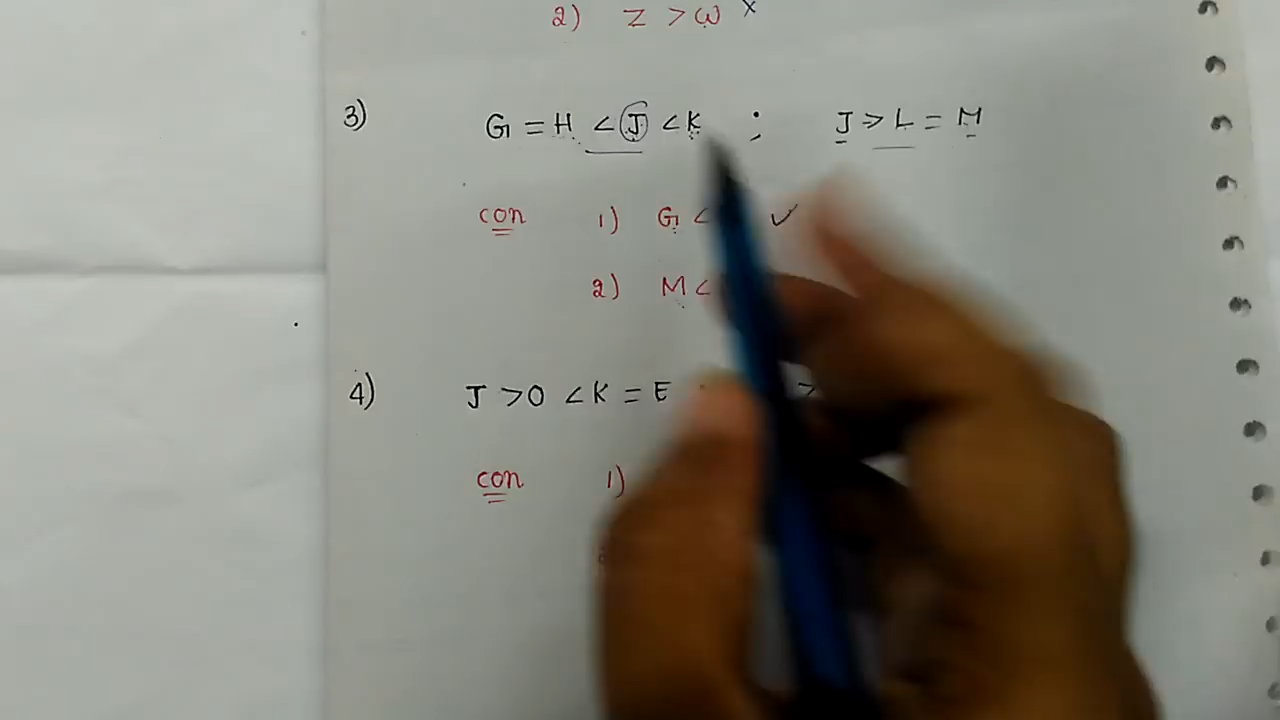 2) Z > W ×
3) G = H < J < K ; J > L = M
con 1) G < ✓
2) M <
4) J > O < K = E >
con 1)